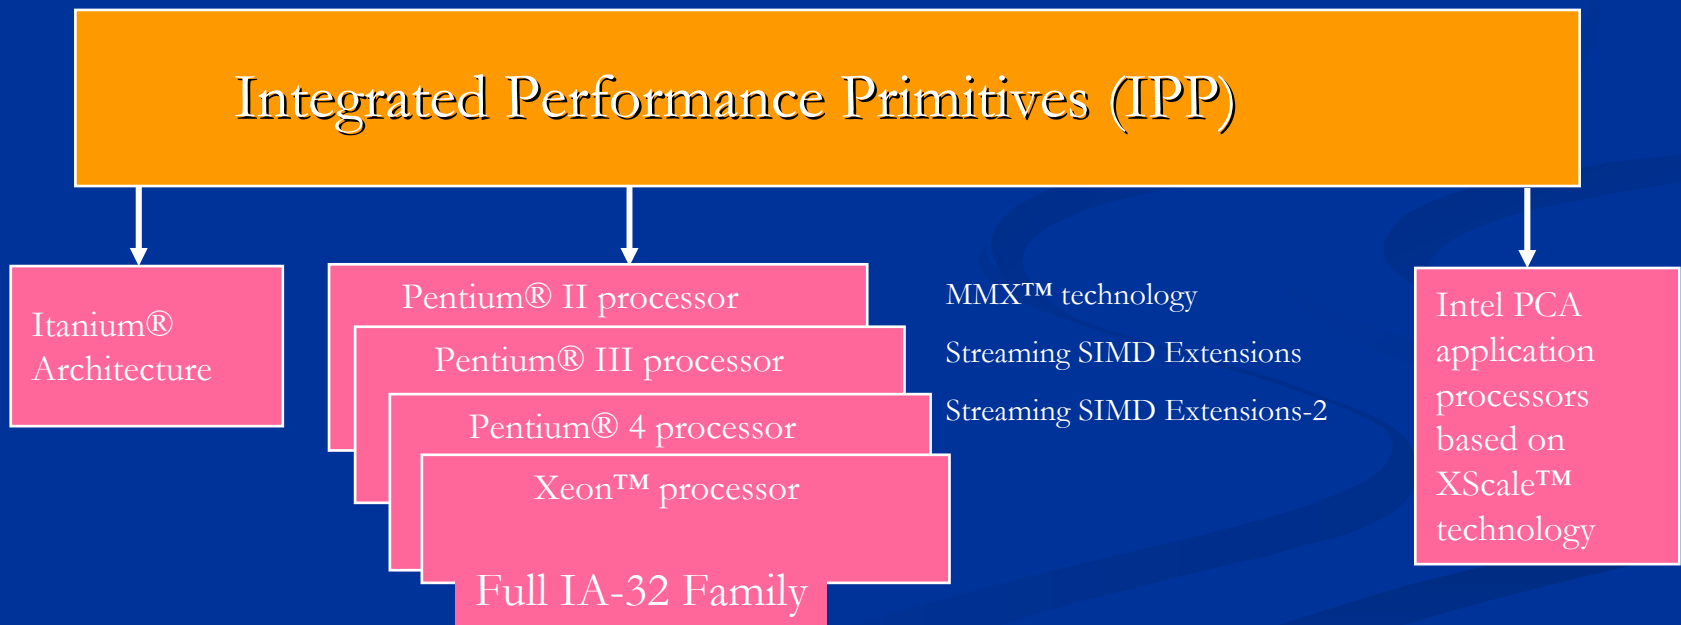 Integrated Performance Primitives (IPP)
Itanium®
Architecture
Pentium® II processor
Pentium® III processor
Pentium® 4 processor
Xeon™ processor
Full IA-32 Family
MMX™ technology
Streaming SIMD Extensions
Streaming SIMD Extensions-2
Intel PCA
application
processors
based on
XScale™
technology